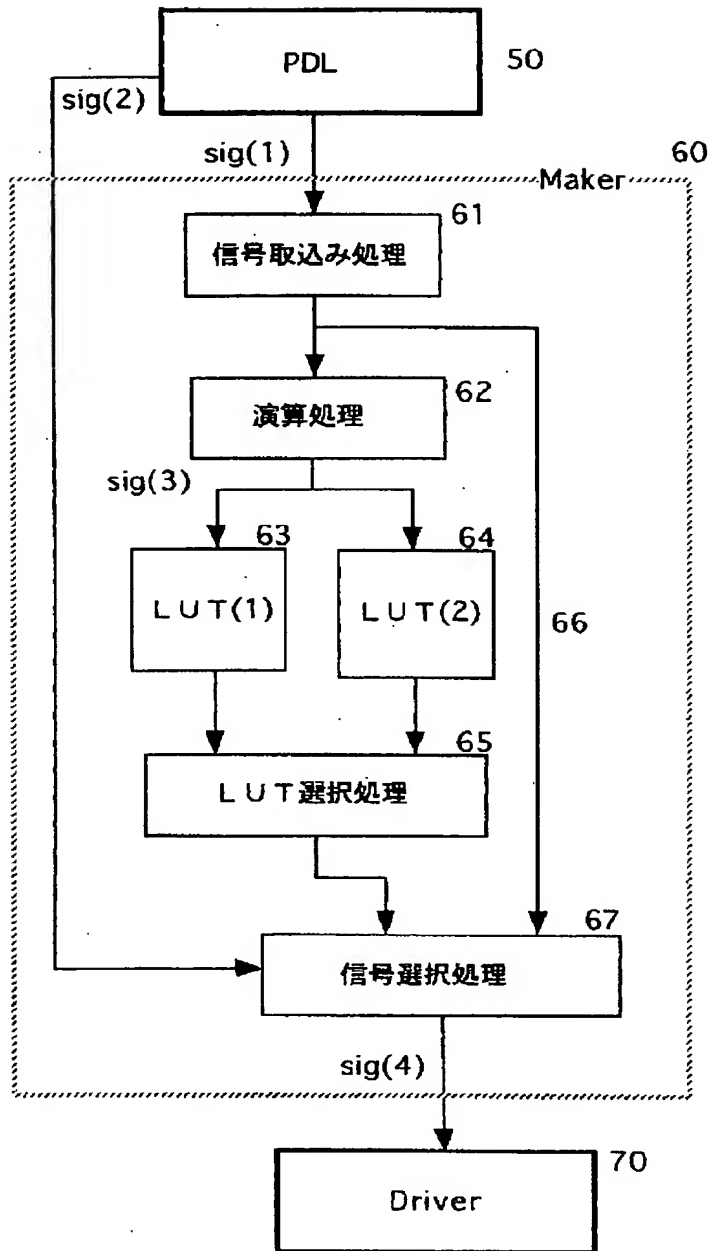 PDL
50
sig(2)
sig(1)
60
Maker
61
信号取込み処理
62
演算処理
sig(3)
63
64
LUT(1)
LUT(2)
66
65
LUT選択処理
67
信号選択処理
sig(4)
70
Driver